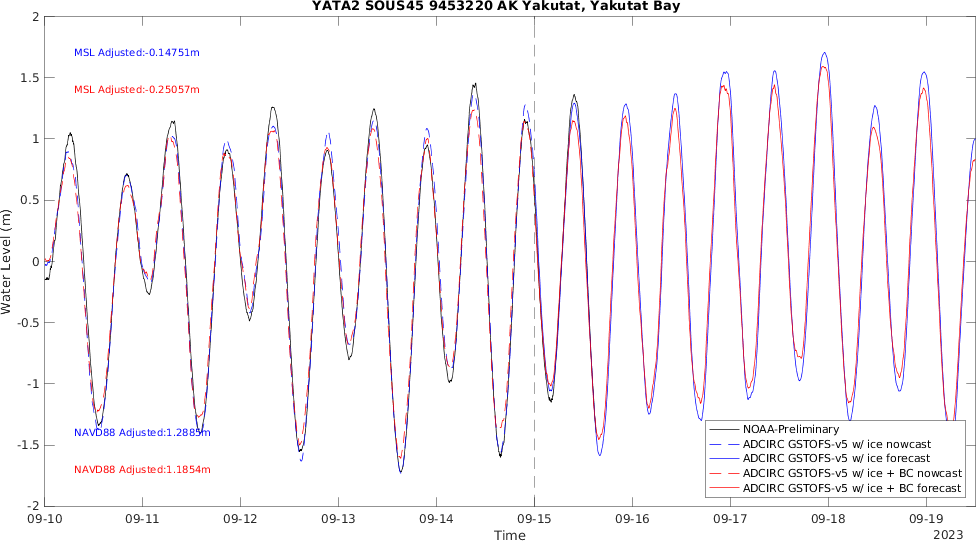 YATA2 SOUS45 9453220 AK Yakutat, Yakutat Bay
2
1.5
1
0.5
0
-0.5
-1
-1.5
-2
Water Level (m)
MSL Adjusted:-0.14751m
MSL Adjusted:-0.25057m
NAVD88 Adjusted:1.2885m
NAVD88 Adjusted:1.1854m
NOAA-Preliminary
ADCIRC GSTOFS-v5 w/ ice nowcast
ADCIRC GSTOFS-v5 w/ ice forecast
ADCIRC GSTOFS-v5 w/ ice + BC nowcast
ADCIRC GSTOFS-v5 w/ ice + BC forecast
09-10 09-11 09-12 09-13 09-14 09-15 09-16 09-17 09-18 09-19
Time
2023